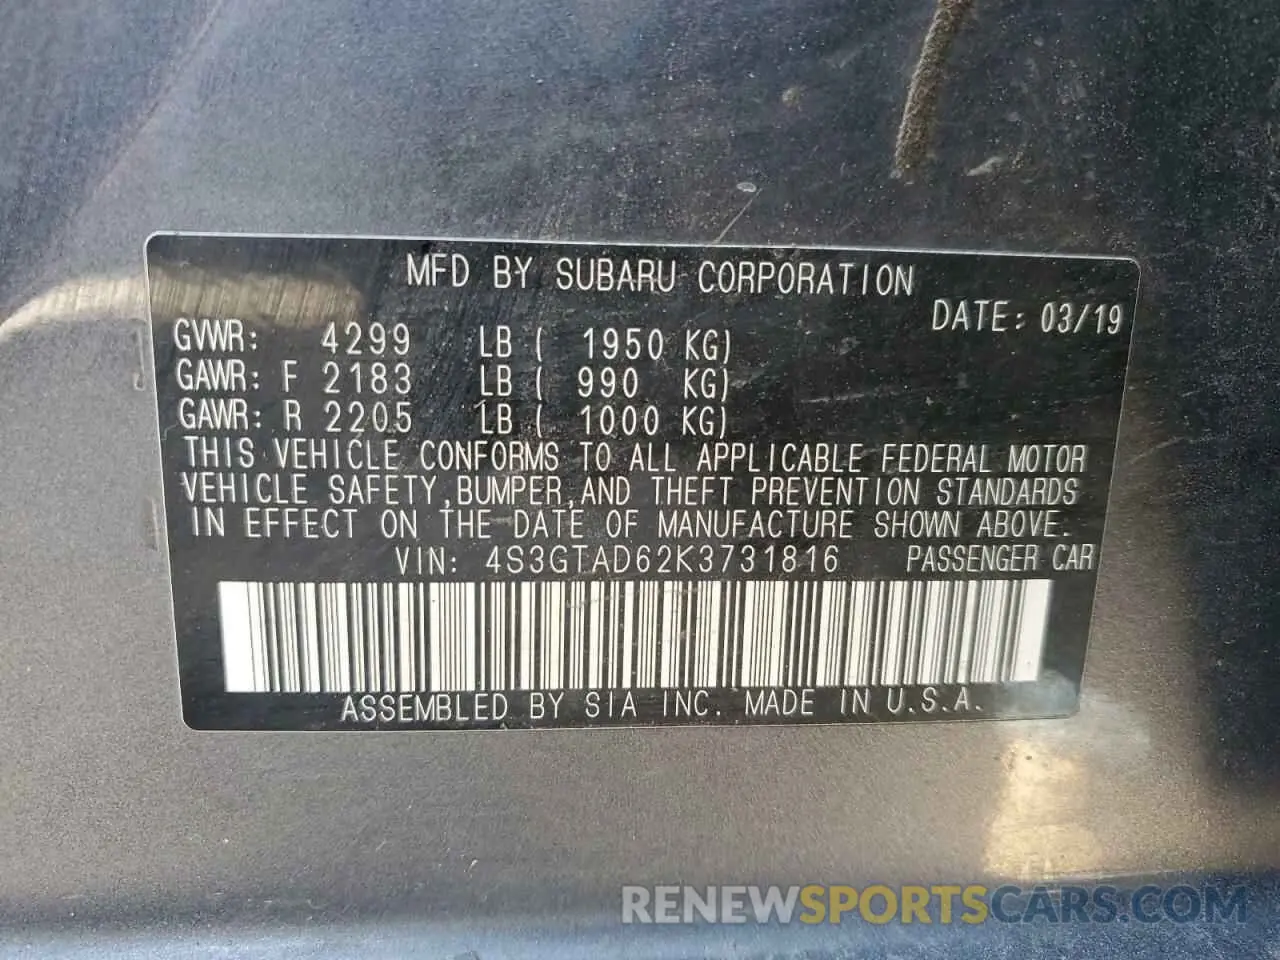 MFD BY SUBARU CORPORATION
DATE: 03/19
GVWR: 4299 LB ( 1950 KG)
GAWR: F 2183 LB ( 990 KG)
GAWR: R 2205 LB ( 1000 KG)
THIS VEHICLE CONFORMS TO ALL APPLICABLE FEDERAL MOTOR
VEHICLE SAFETY, BUMPER, AND THEFT PREVENTION STANDARDS
IN EFFECT ON THE DATE OF MANUFACTURE SHOWN ABOVE.
VIN: 4S3GTAD62K3731816 PASSENGER CAR
ASSEMBLED BY SIA INC. MADE IN U.S.A.
RENEWSPORTSCARS.COM